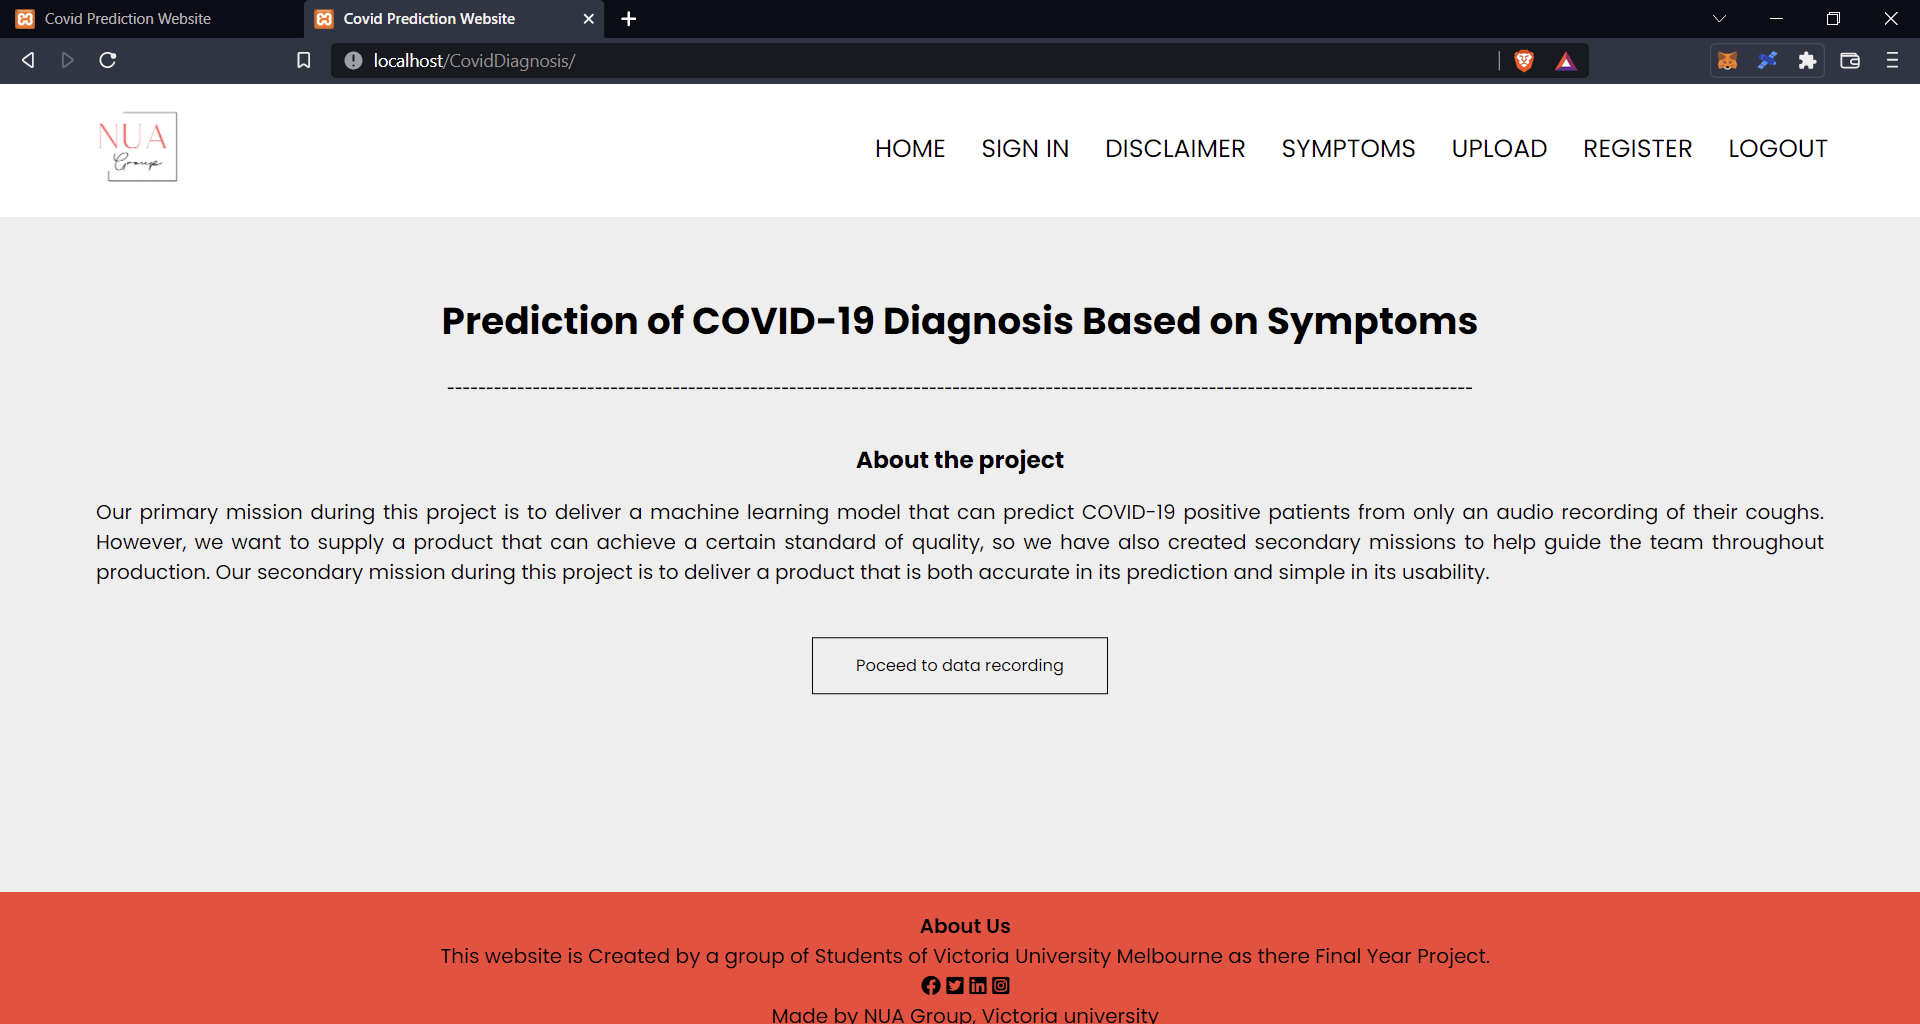 Covid Prediction Website
Covid Prediction Website
localhost/CovidDiagnosis/
NUA
Group
HOME SIGN IN DISCLAIMER SYMPTOMS UPLOAD REGISTER LOGOUT
Prediction of COVID-19 Diagnosis Based on Symptoms
About the project
Our primary mission during this project is to deliver a machine learning model that can predict COVID-19 positive patients from only an audio recording of their coughs.
However, we want to supply a product that can achieve a certain standard of quality, so we have also created secondary missions to help guide the team throughout
production. Our secondary mission during this project is to deliver a product that is both accurate in its prediction and simple in its usability.
Poceed to data recording
About Us
This website is Created by a group of Students of Victoria University Melbourne as there Final Year Project.
Made by NUA Group, Victoria university